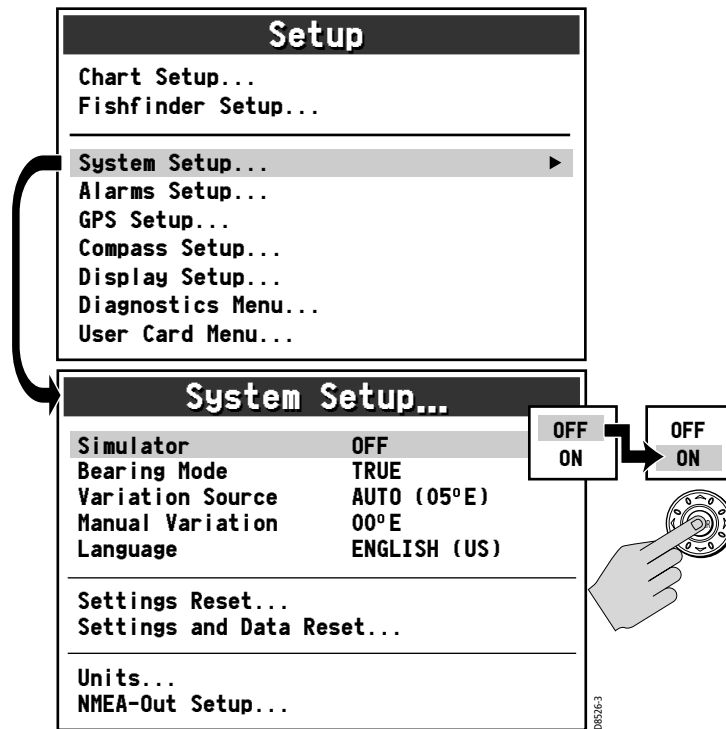 Setup
Chart Setup...
Fishfinder Setup...
System Setup...
Alarms Setup...
GPS Setup...
Compass Setup...
Display Setup...
Diagnostics Menu...
User Card Menu...
System Setup...
Simulator OFF
Bearing Mode TRUE
Variation Source AUTO (05ºE)
Manual Variation 00ºE
Language ENGLISH (US)
Settings Reset...
Settings and Data Reset...
Units...
NMEA-Out Setup...
OFF
ON
OFF
ON
D8526-3